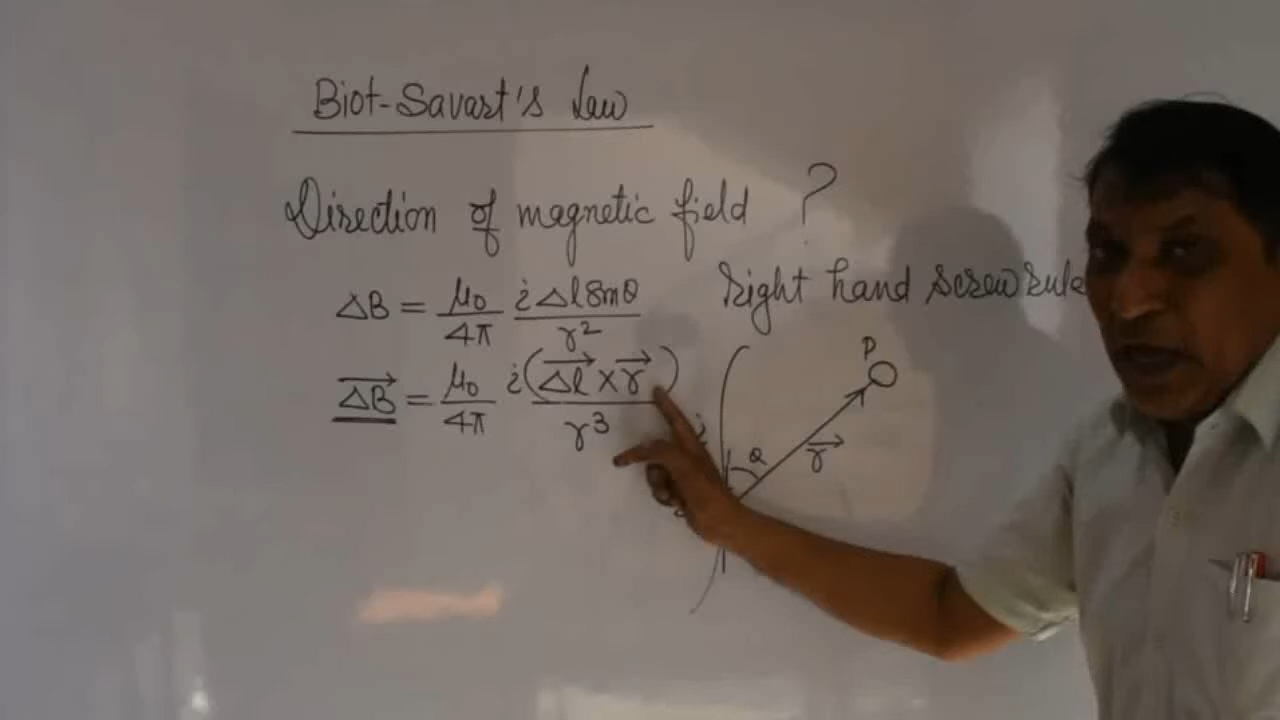 Biot-Savart's Law
Direction of magnetic field ?
ΔB = μ0/4π iΔl Sinθ/r²
right hand screw rule
ΔB⃗ = μ0/4π i(Δl⃗ × r⃗)/r³
P
i
θ
r⃗